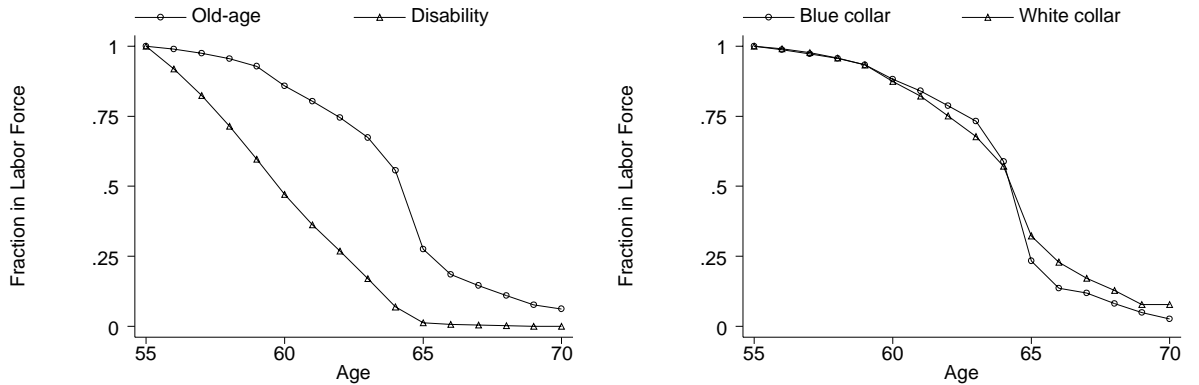 Old-age Disability
Fraction in Labor Force
1
.75
.5
.25
0
55 60 65 70
Age
Blue collar White collar
Fraction in Labor Force
1
.75
.5
.25
0
55 60 65 70
Age